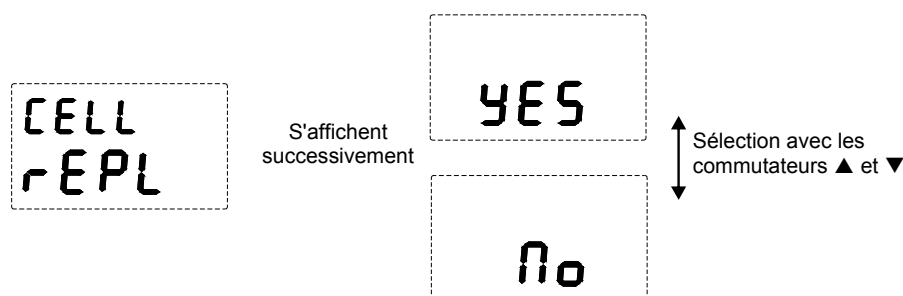 CELL
rEPL
S'affichent
successivement
YES
Sélection avec les
commutateurs ▲ et ▼
no